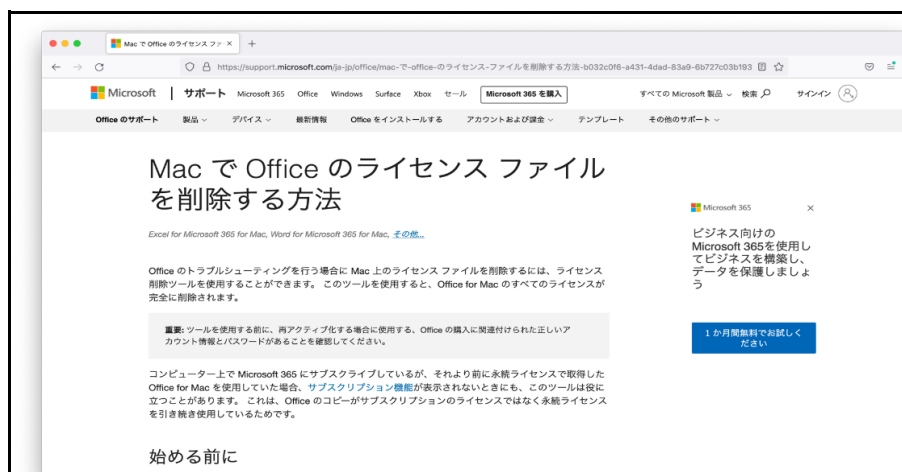 Mac で Office のライセンス ファ
https://support.microsoft.com/ja-jp/office/mac-で-office-のライセンス-ファイルを削除する方法-b032c0f6-a431-4dad-83a9-6b727c03b193
Microsoft
サポート
Microsoft 365
Office
Windows
Surface
Xbox
セール
Microsoft 365 を購入
すべての Microsoft 製品
検索
サインイン
Office のサポート
製品
デバイス
最新情報
Office をインストールする
アカウントおよび課金
テンプレート
その他のサポート
Mac で Office のライセンス ファイル
を削除する方法
Excel for Microsoft 365 for Mac, Word for Microsoft 365 for Mac, その他...
Office のトラブルシューティングを行う場合に Mac 上のライセンス ファイルを削除するには、ライセンス
削除ツールを使用することができます。 このツールを使用すると、Office for Mac のすべてのライセンスが
完全に削除されます。
重要: ツールを使用する前に、再アクティブ化する場合に使用する、Office の購入に関連付けられた正しいア
カウント情報とパスワードがあることを確認してください。
コンピューター上で Microsoft 365 にサブスクライブしているが、それより前に永続ライセンスで取得した
Office for Mac を使用していた場合、サブスクリプション機能が表示されないときにも、このツールは役に
立つことがあります。 これは、Office のコピーがサブスクリプションのライセンスではなく永続ライセンス
を引き続き使用しているためです。
始める前に
Microsoft 365
ビジネス向けの
Microsoft 365を使用し
てビジネスを構築し、
データを保護しましょ
う
1 か月間無料でお試しく
ださい